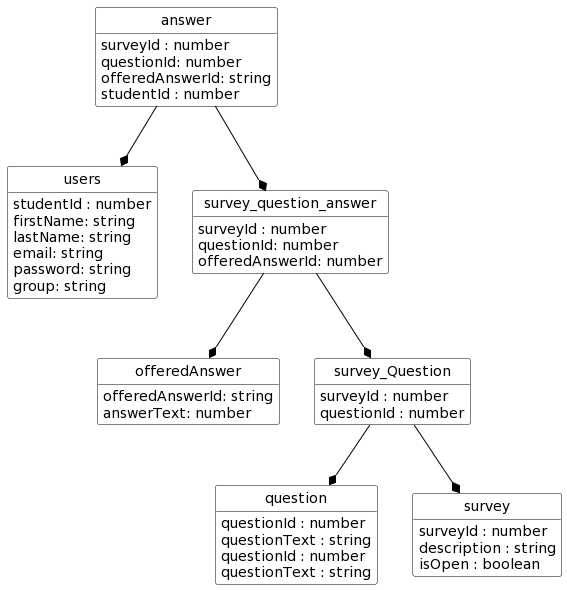 answer
surveyId : number
questionId: number
offeredAnswerId: string
studentId : number
users
studentId : number
firstName: string
lastName: string
email: string
password: string
group: string
survey_question_answer
surveyId : number
questionId: number
offeredAnswerId: number
offeredAnswer
offeredAnswerId: string
answerText: number
survey_Question
surveyId : number
questionId : number
question
questionId : number
questionText : string
questionId : number
questionText : string
survey
surveyId : number
description : string
isOpen : boolean